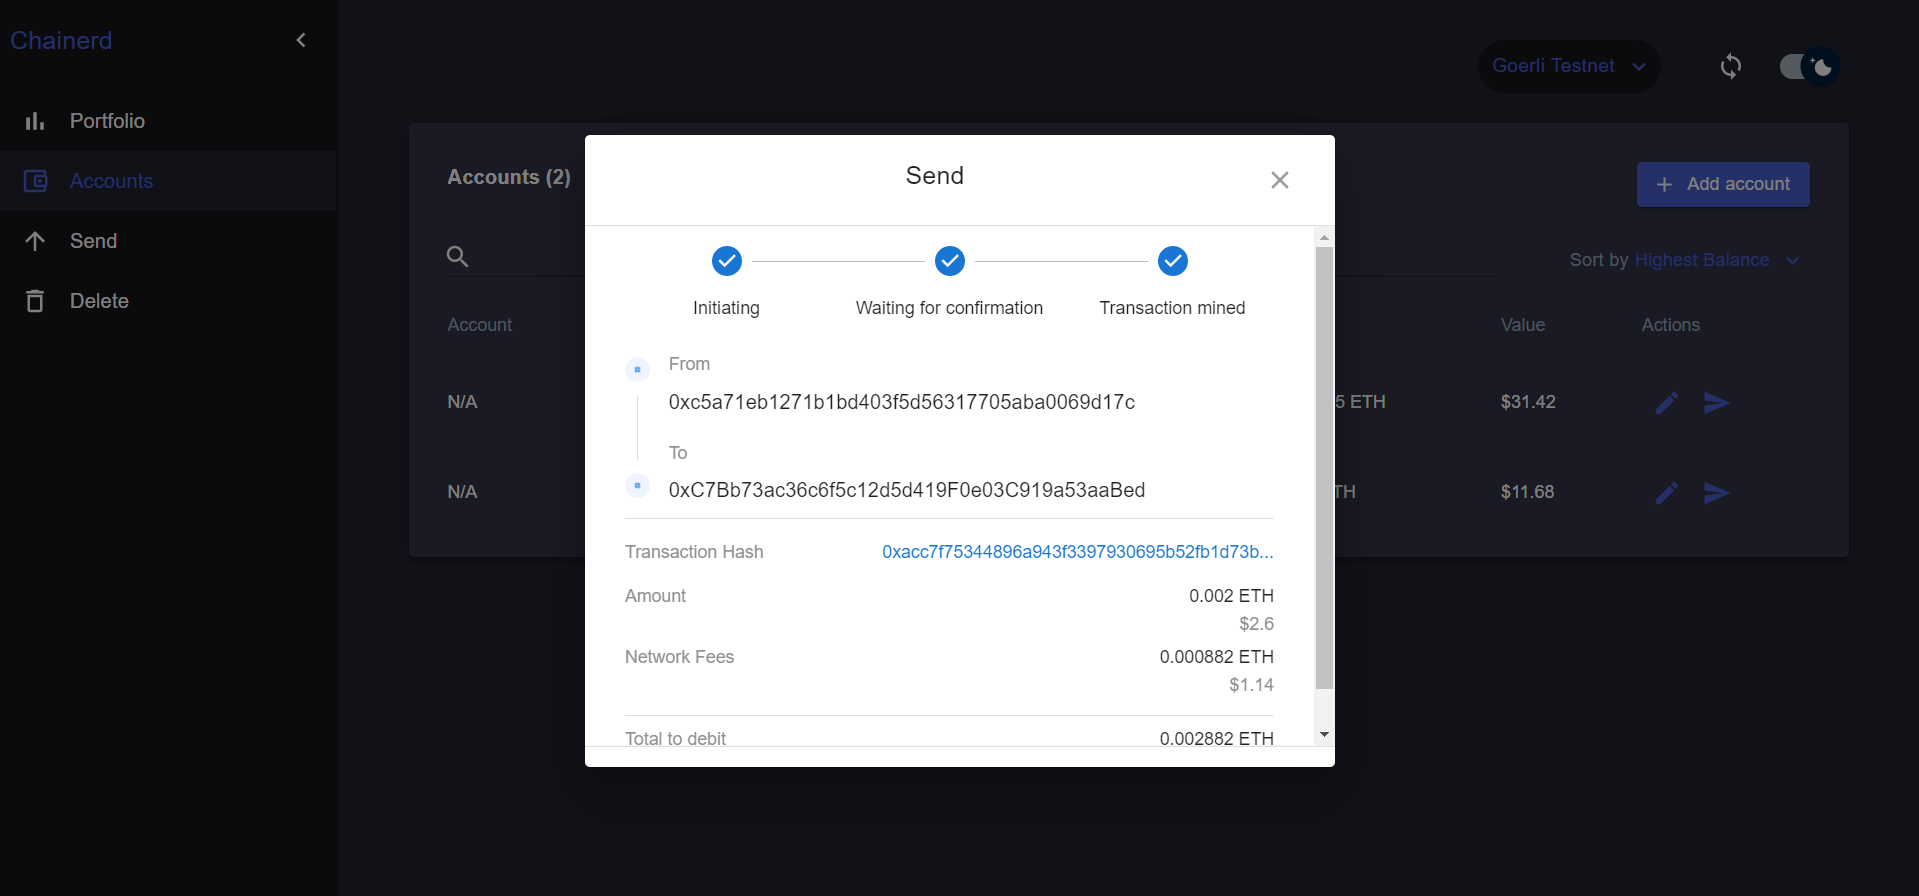 Chainerd
Portfolio
Accounts
Send
Delete
Goerli Testnet
Accounts (2)
Add account
Sort by Highest Balance
Account
Value
Actions
N/A
5 ETH
$31.42
N/A
TH
$11.68
Send
Initiating
Waiting for confirmation
Transaction mined
From
0xc5a71eb1271b1bd403f5d56317705aba0069d17c
To
0xC7Bb73ac36c6f5c12d5d419F0e03C919a53aaBed
Transaction Hash
0xacc7f75344896a943f3397930695b52fb1d73b...
Amount
0.002 ETH
$2.6
Network Fees
0.000882 ETH
$1.14
Total to debit
0.002882 ETH